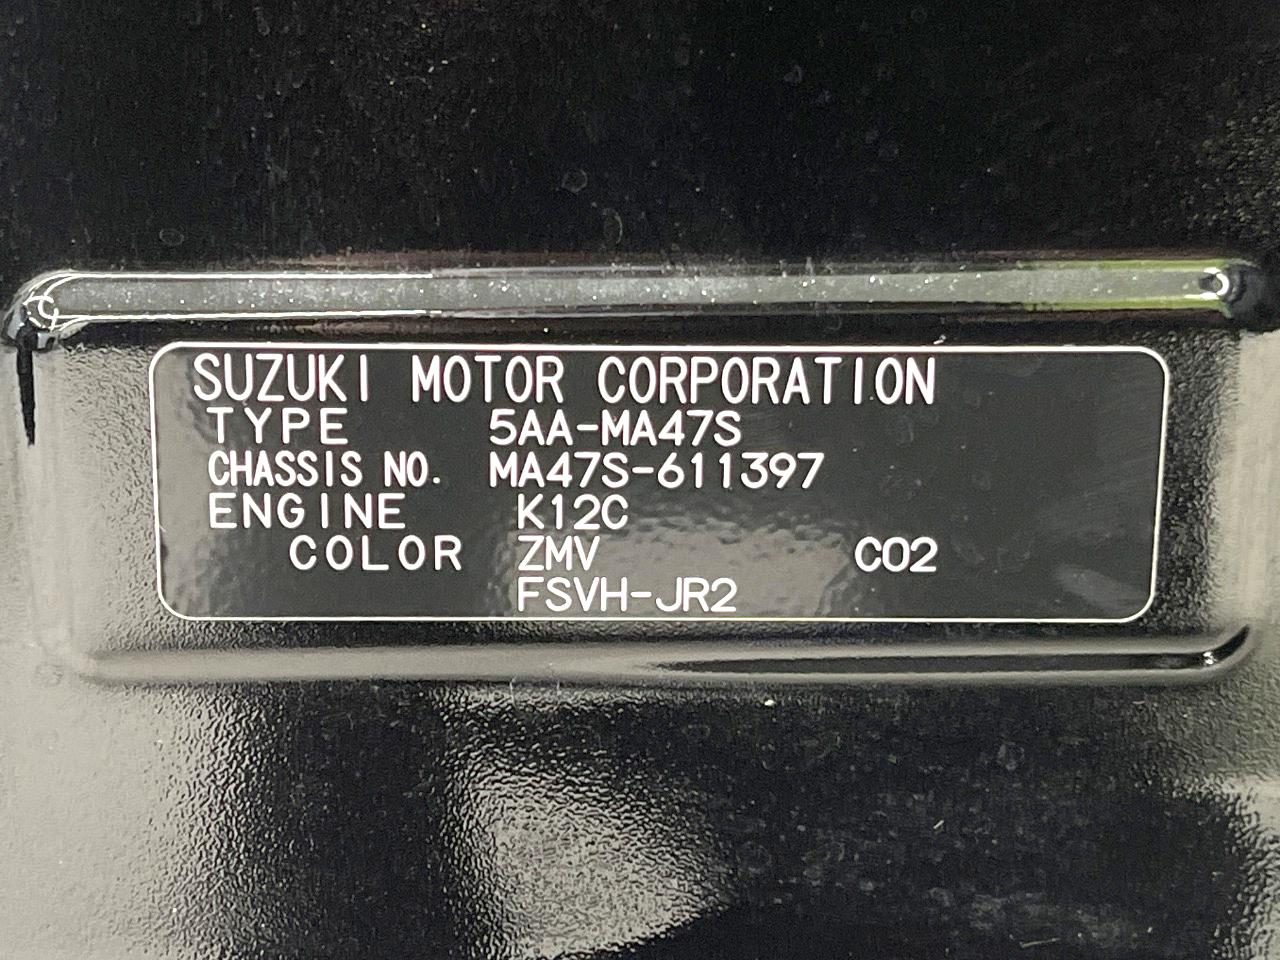 SUZUKI MOTOR CORPORATION
TYPE 5AA-MA47S
CHASSIS NO. MA47S-611397
ENGINE K12C
COLOR ZMV C02
FSVH-JR2